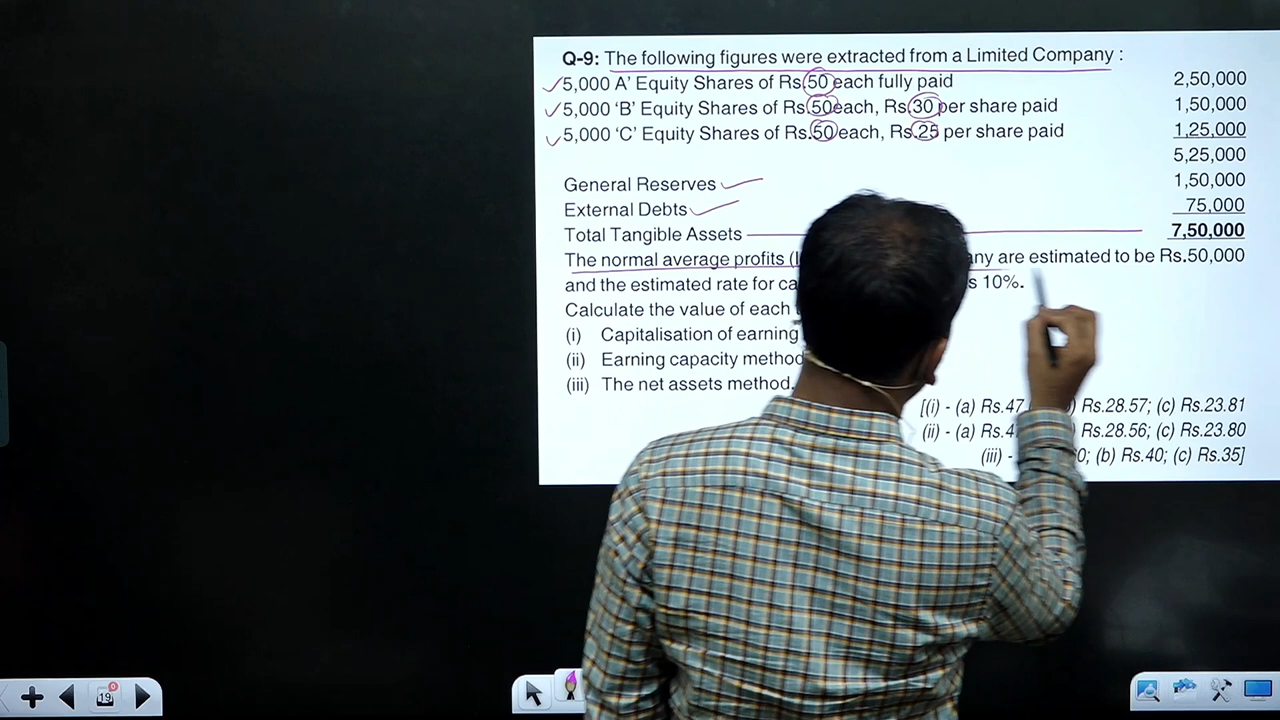 Q-9: The following figures were extracted from a Limited Company :
5,000 A' Equity Shares of Rs.50 each fully paid 2,50,000
5,000 ‘B’ Equity Shares of Rs.50each, Rs.30 per share paid 1,50,000
5,000 ‘C’ Equity Shares of Rs.50 each, Rs.25 per share paid 1,25,000
5,25,000
General Reserves 1,50,000
External Debts 75,000
Total Tangible Assets 7,50,000
The normal average profits are estimated to be Rs.50,000
and the estimated rate for 10%.
Calculate the value of each
(i) Capitalisation of earning
(ii) Earning capacity method
(iii) The net assets method.
[(i) - (a) Rs.47 Rs.28.57; (c) Rs.23.81
(ii) - (a) Rs.4 Rs.28.56; (c) Rs.23.80
(iii) - 0; (b) Rs.40; (c) Rs.35]
19
0